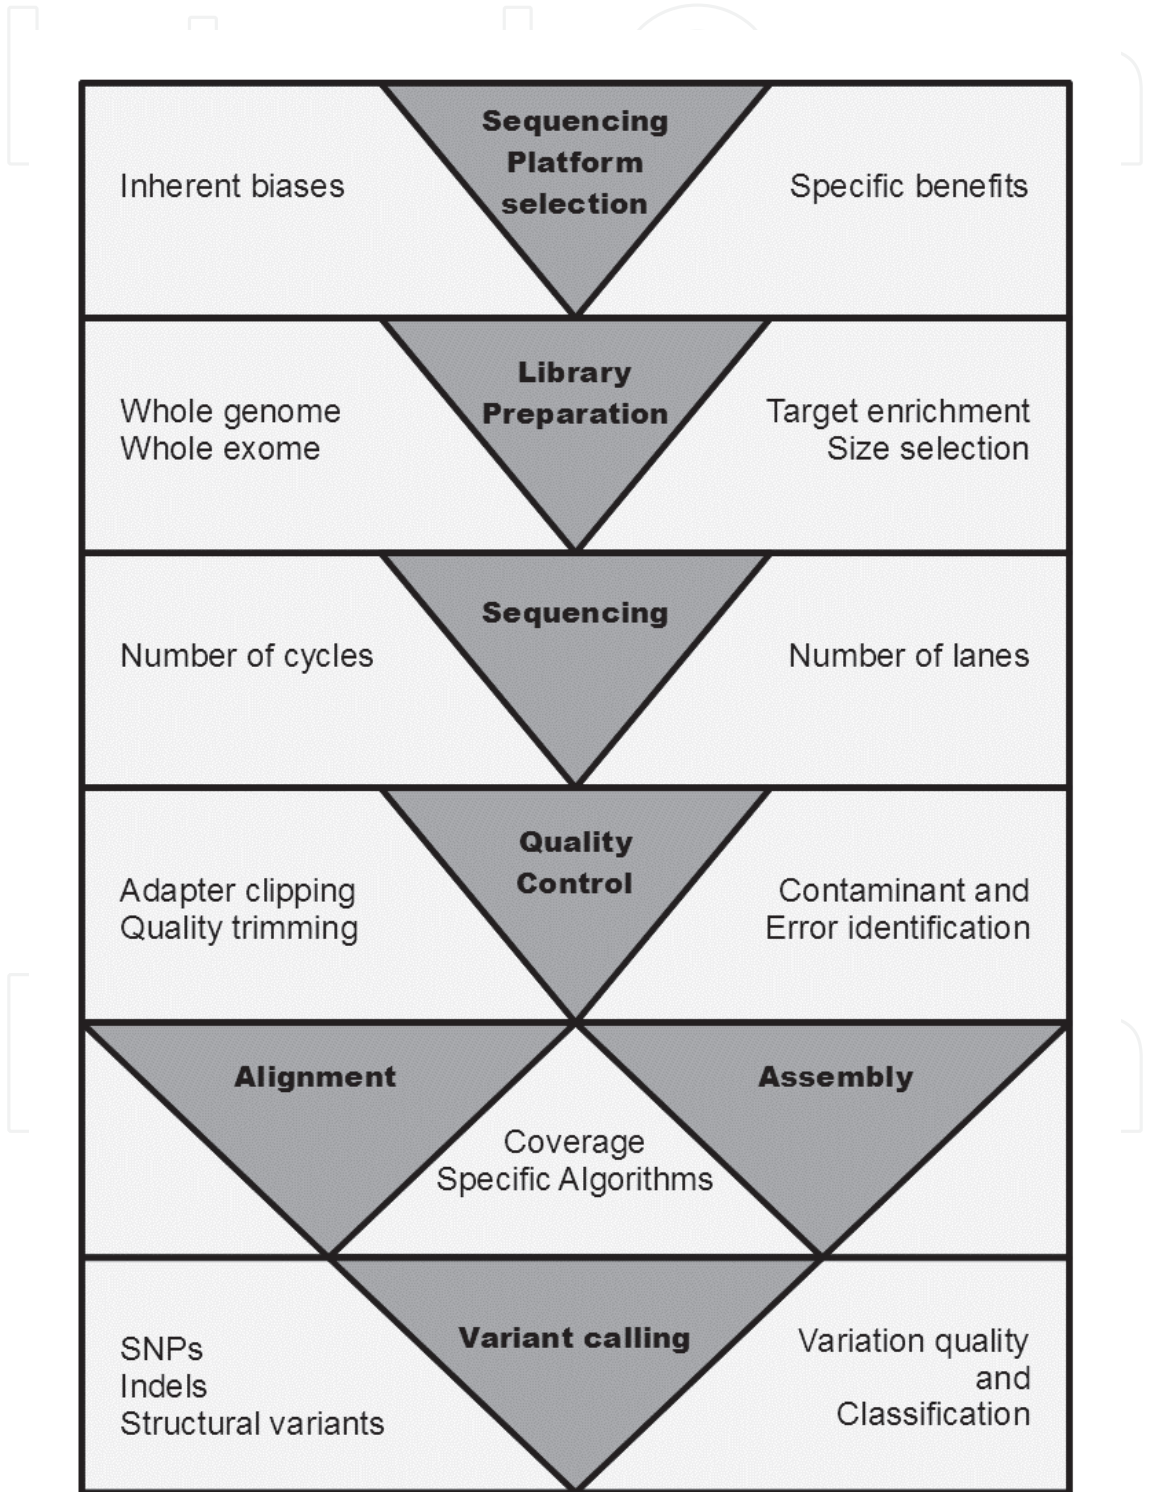 Sequencing
Platform
selection
Inherent biases
Specific benefits
Library
Preparation
Whole genome
Whole exome
Target enrichment
Size selection
Sequencing
Number of cycles
Number of lanes
Quality
Control
Adapter clipping
Quality trimming
Contaminant and
Error identification
Alignment
Assembly
Coverage
Specific Algorithms
Variant calling
SNPs
Indels
Structural variants
Variation quality
and
Classification